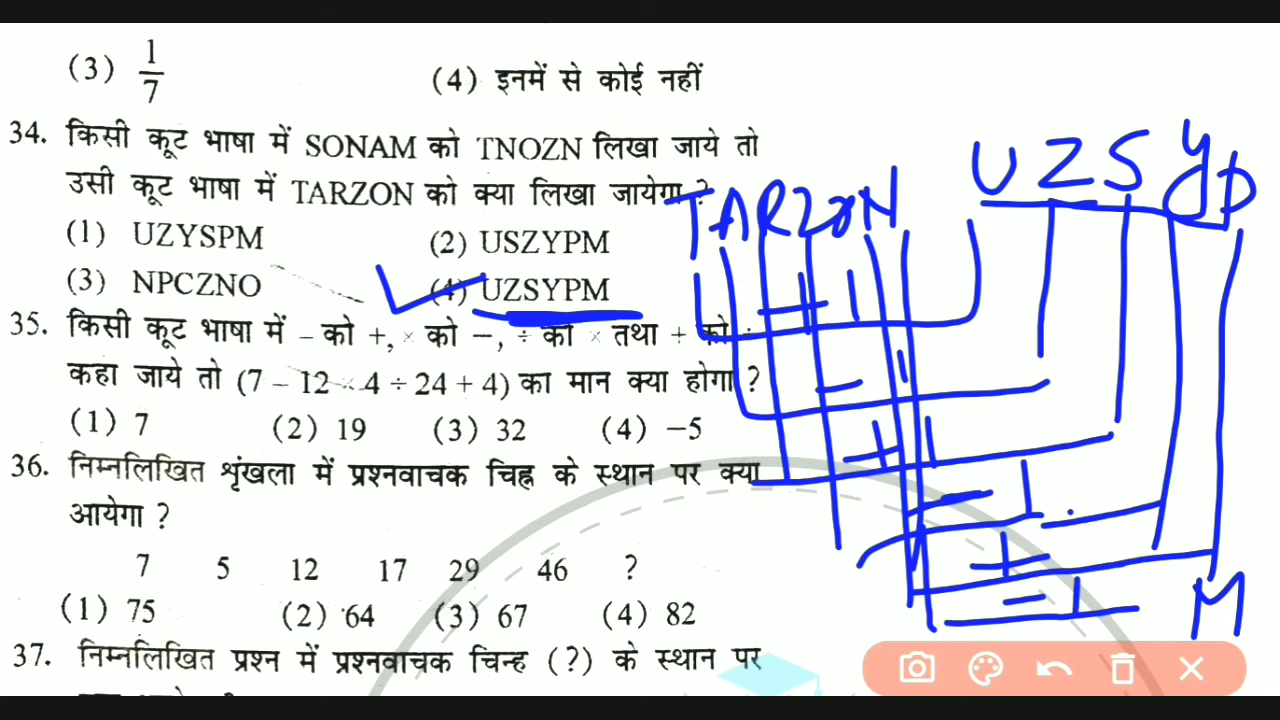 (3) 1/7 (4) इनमें से कोई नहीं
34. किसी कूट भाषा में SONAM को TNOZN लिखा जाये तो
उसी कूट भाषा में TARZON को क्या लिखा जायेगा ?
(1) UZYSPM (2) USZYPM
(3) NPCZNO (4) UZSYPM
35. किसी कूट भाषा में – को +, × को –, ÷ को × तथा + को ÷
कहा जाये तो (7 – 12 × 4 ÷ 24 + 4) का मान क्या होगा ?
(1) 7 (2) 19 (3) 32 (4) –5
36. निम्नलिखित शृंखला में प्रश्नवाचक चिह्न के स्थान पर क्या
आयेगा ?
7 5 12 17 29 46 ?
(1) 75 (2) 64 (3) 67 (4) 82
37. निम्नलिखित प्रश्न में प्रश्नवाचक चिन्ह (?) के स्थान पर
TARZON
UZSYP
M